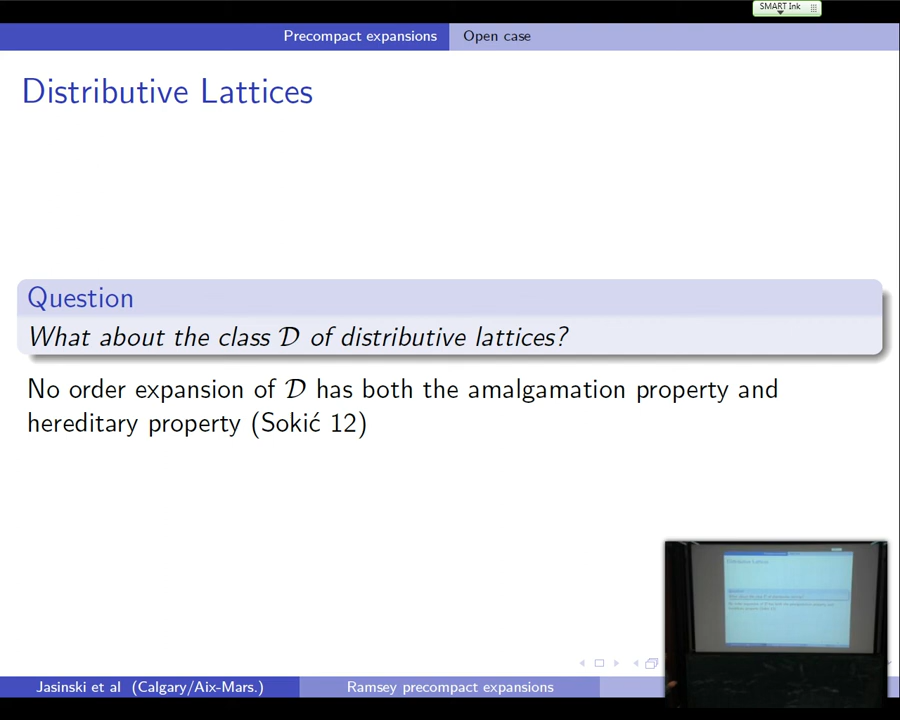 SMART Ink
Precompact expansions Open case
Distributive Lattices
Question
What about the class 𝒟 of distributive lattices?
No order expansion of 𝒟 has both the amalgamation property and
hereditary property (Sokić 12)
Jasinski et al (Calgary/Aix-Mars.) Ramsey precompact expansions